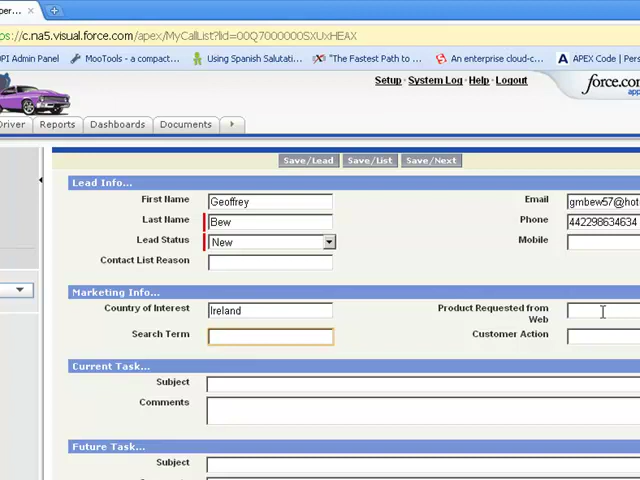 per...
ps://c.na5.visual.force.com/apex/MyCallList?lid=00Q7000000SXUxHEAX
PI Admin Panel MooTools - a compact... Using Spanish Salutati... "The Fastest Path to ... An enterprise cloud-c... APEX Code | Pers
Setup System Log Help Logout
force.com
app
Driver Reports Dashboards Documents
Save/Lead Save/List Save/Next
Lead Info...
First Name Geoffrey Email gmbew57@hot
Last Name Bew Phone 442298634634
Lead Status New Mobile
Contact List Reason
Marketing Info...
Country of Interest Ireland Product Requested from Web
Search Term Customer Action
Current Task...
Subject
Comments
Future Task...
Subject